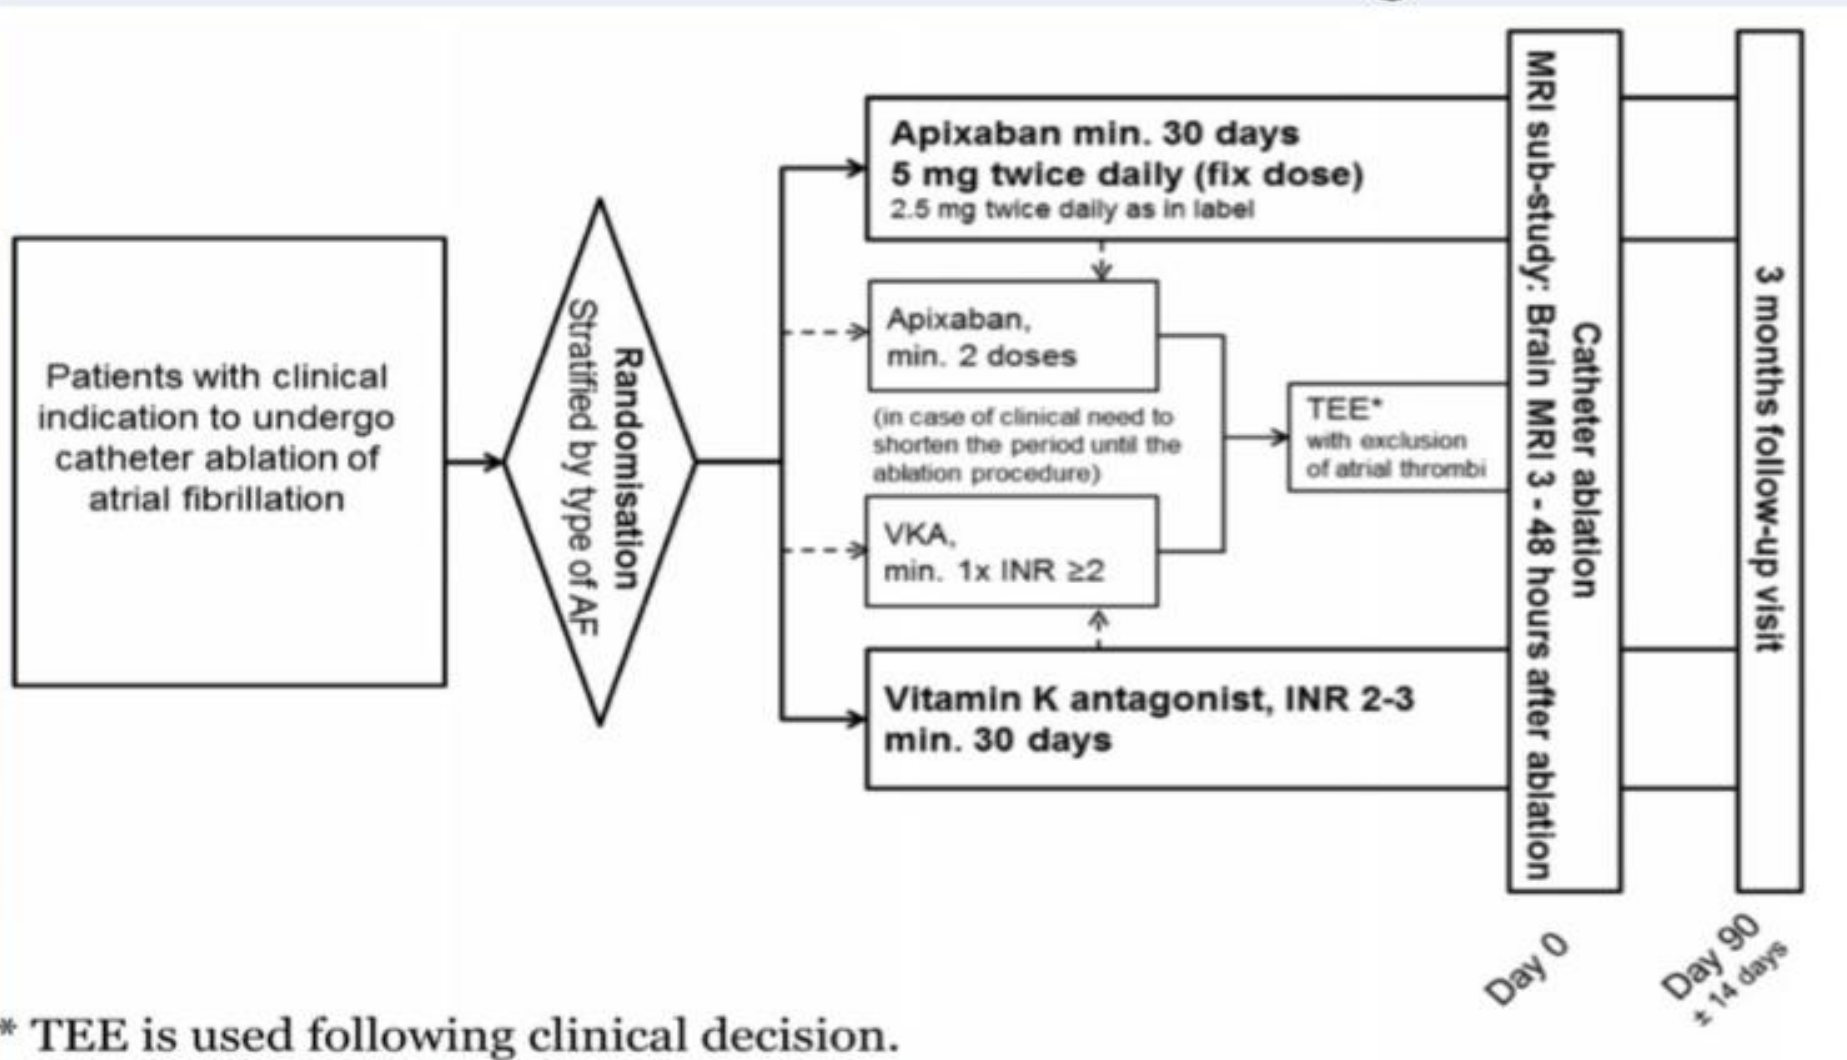 Patients with clinical
indication to undergo
catheter ablation of
atrial fibrillation
Randomisation
Stratified by type of AF
Apixaban min. 30 days
5 mg twice daily (fix dose)
2.5 mg twice daily as in label
Apixaban,
min. 2 doses
(in case of clinical need to
shorten the period until the
ablation procedure)
VKA,
min. 1x INR ≥2
Vitamin K antagonist, INR 2-3
min. 30 days
TEE*
with exclusion
of atrial thrombi
Catheter ablation
MRI sub-study: Brain MRI 3 - 48 hours after ablation
3 months follow-up visit
Day 0
Day 90
± 14 days
* TEE is used following clinical decision.